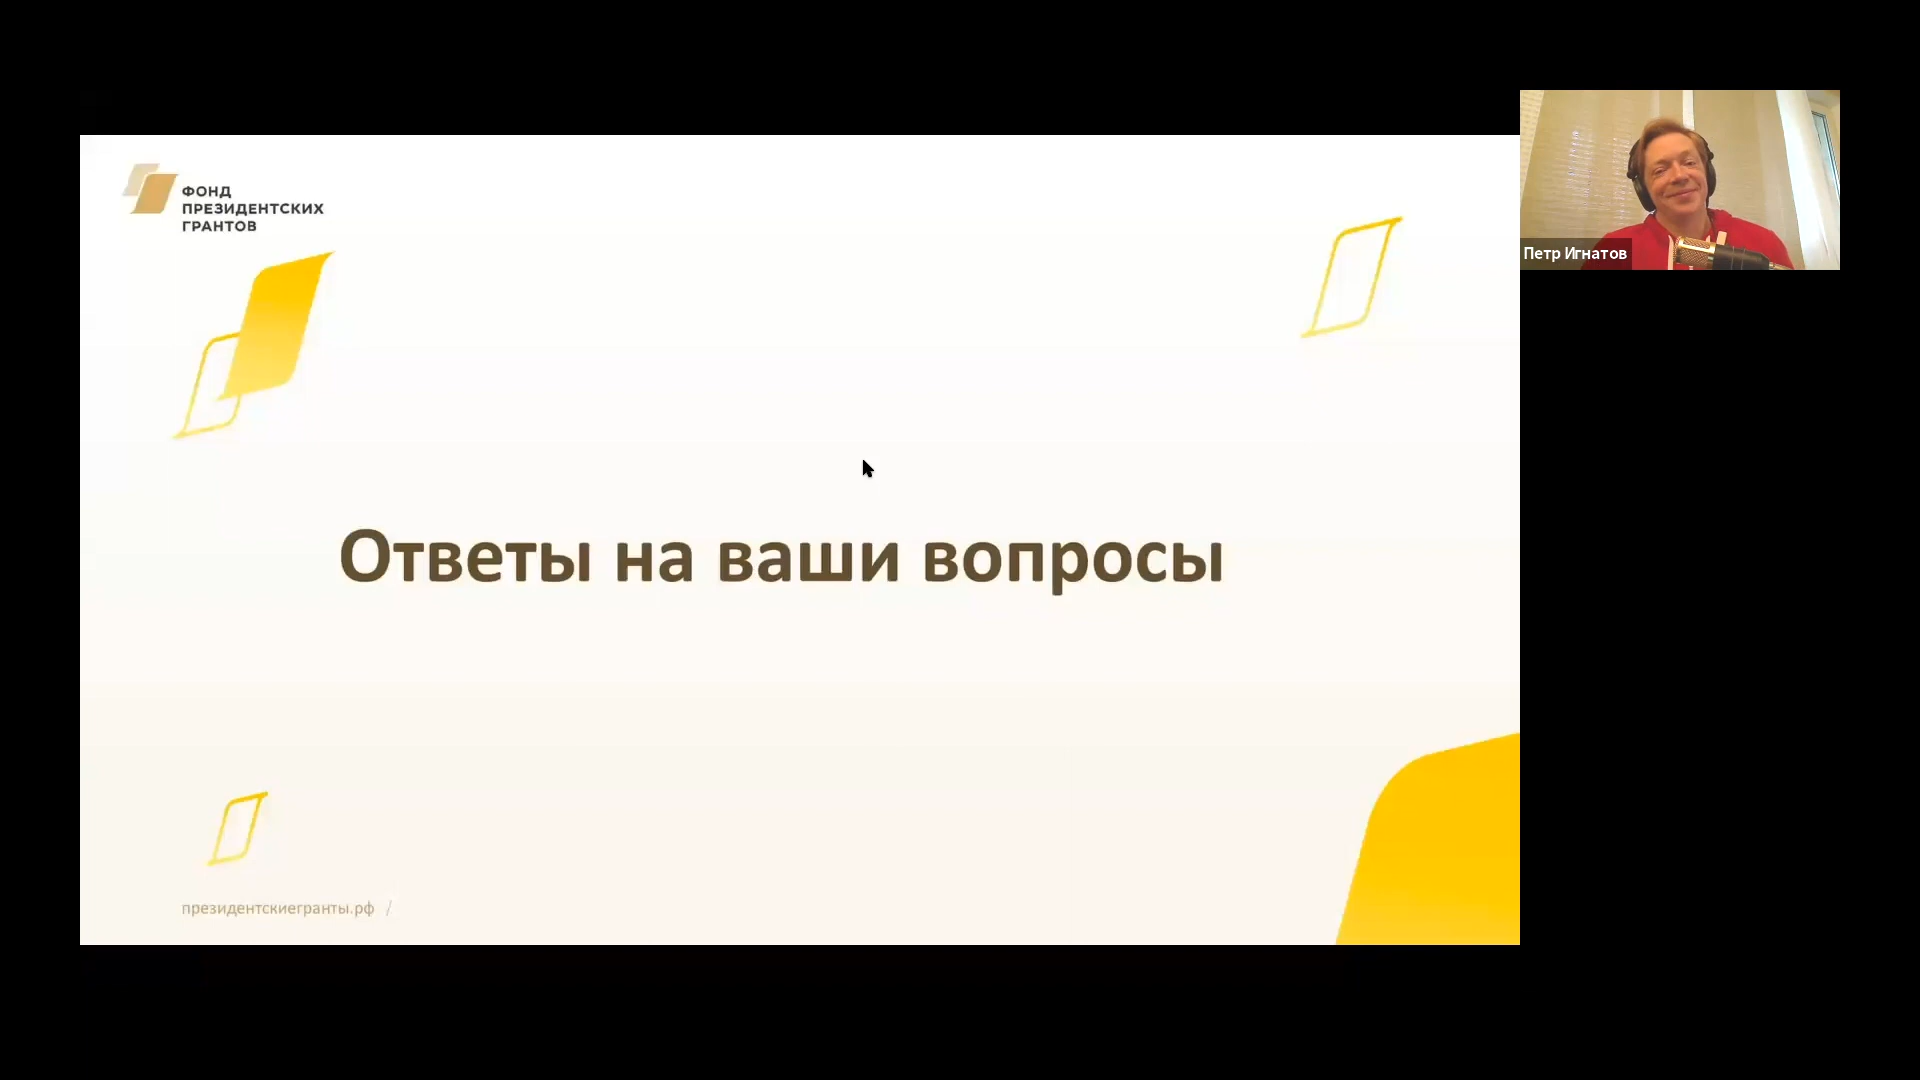 ФОНД
ПРЕЗИДЕНТСКИХ
ГРАНТОВ
Петр Игнатов
Ответы на ваши вопросы
президентскиегранты.рф /